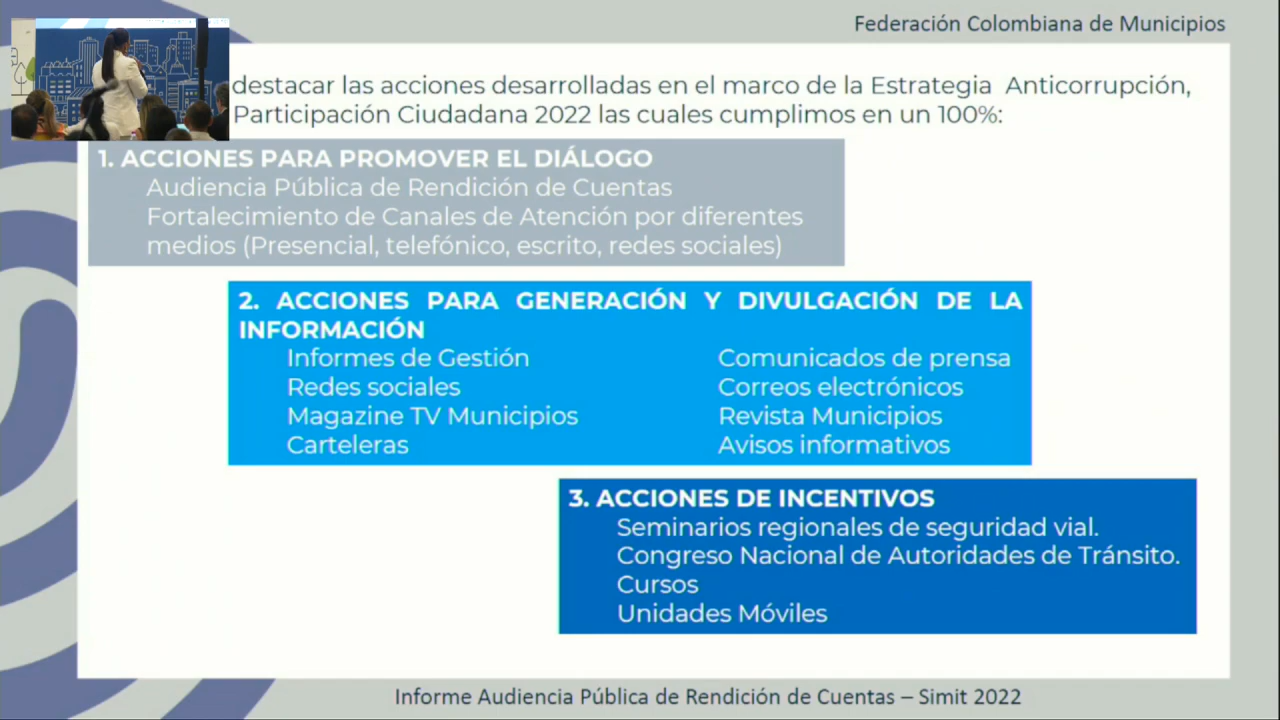 Federación Colombiana de Municipios
destacar las acciones desarrolladas en el marco de la Estrategia Anticorrupción,
Participación Ciudadana 2022 las cuales cumplimos en un 100%:
1. ACCIONES PARA PROMOVER EL DIÁLOGO
Audiencia Pública de Rendición de Cuentas
Fortalecimiento de Canales de Atención por diferentes
medios (Presencial, telefónico, escrito, redes sociales)
2. ACCIONES PARA GENERACIÓN Y DIVULGACIÓN DE LA
INFORMACIÓN
Informes de Gestión
Redes sociales
Magazine TV Municipios
Carteleras
Comunicados de prensa
Correos electrónicos
Revista Municipios
Avisos informativos
3. ACCIONES DE INCENTIVOS
Seminarios regionales de seguridad vial.
Congreso Nacional de Autoridades de Tránsito.
Cursos
Unidades Móviles
Informe Audiencia Pública de Rendición de Cuentas – Simit 2022